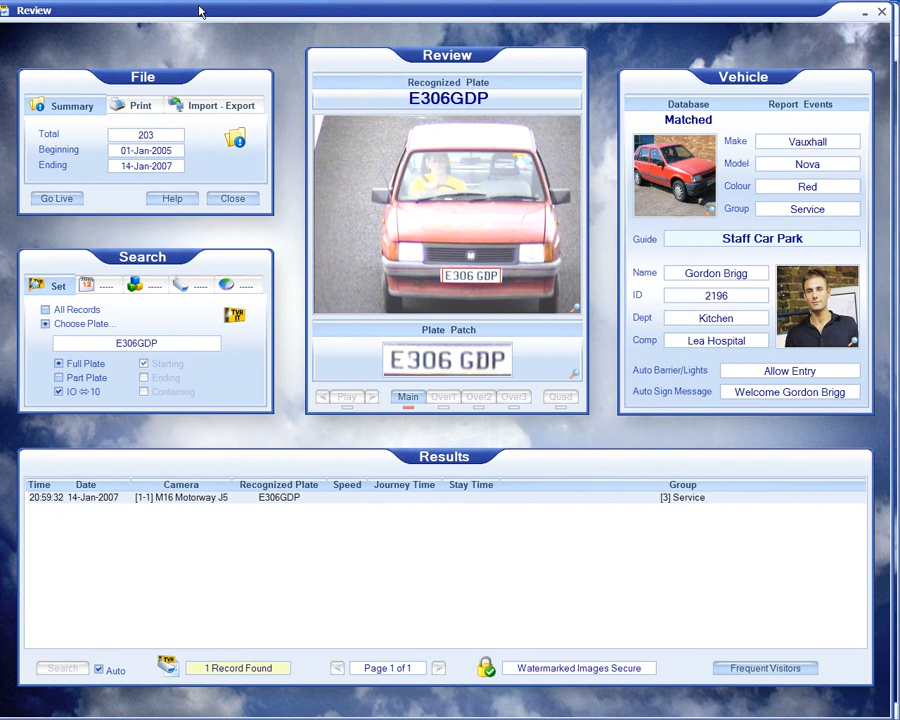 Review
File
Summary Print Import - Export
Total 203
Beginning 01-Jan-2005
Ending 14-Jan-2007
Go Live Help Close
Search
Set ----- ----- ----- -----
All Records
Choose Plate...
E306GDP
Full Plate Starting
Part Plate Ending
IO <=> 10 Containing
Review
Recognized Plate
E306GDP
E306 GDP
Plate Patch
E306 GDP
< Play > Main Over1 Over2 Over3 Quad
Vehicle
Database Report Events
Matched
Make Vauxhall
Model Nova
Colour Red
Group Service
Guide Staff Car Park
Name Gordon Brigg
ID 2196
Dept Kitchen
Comp Lea Hospital
Auto Barrier/Lights Allow Entry
Auto Sign Message Welcome Gordon Brigg
Results
Time Date Camera Recognized Plate Speed Journey Time Stay Time Group
20:59:32 14-Jan-2007 [1-1] M16 Motorway J5 E306GDP [3] Service
Search Auto 1 Record Found < Page 1 of 1 > Watermarked Images Secure Frequent Visitors